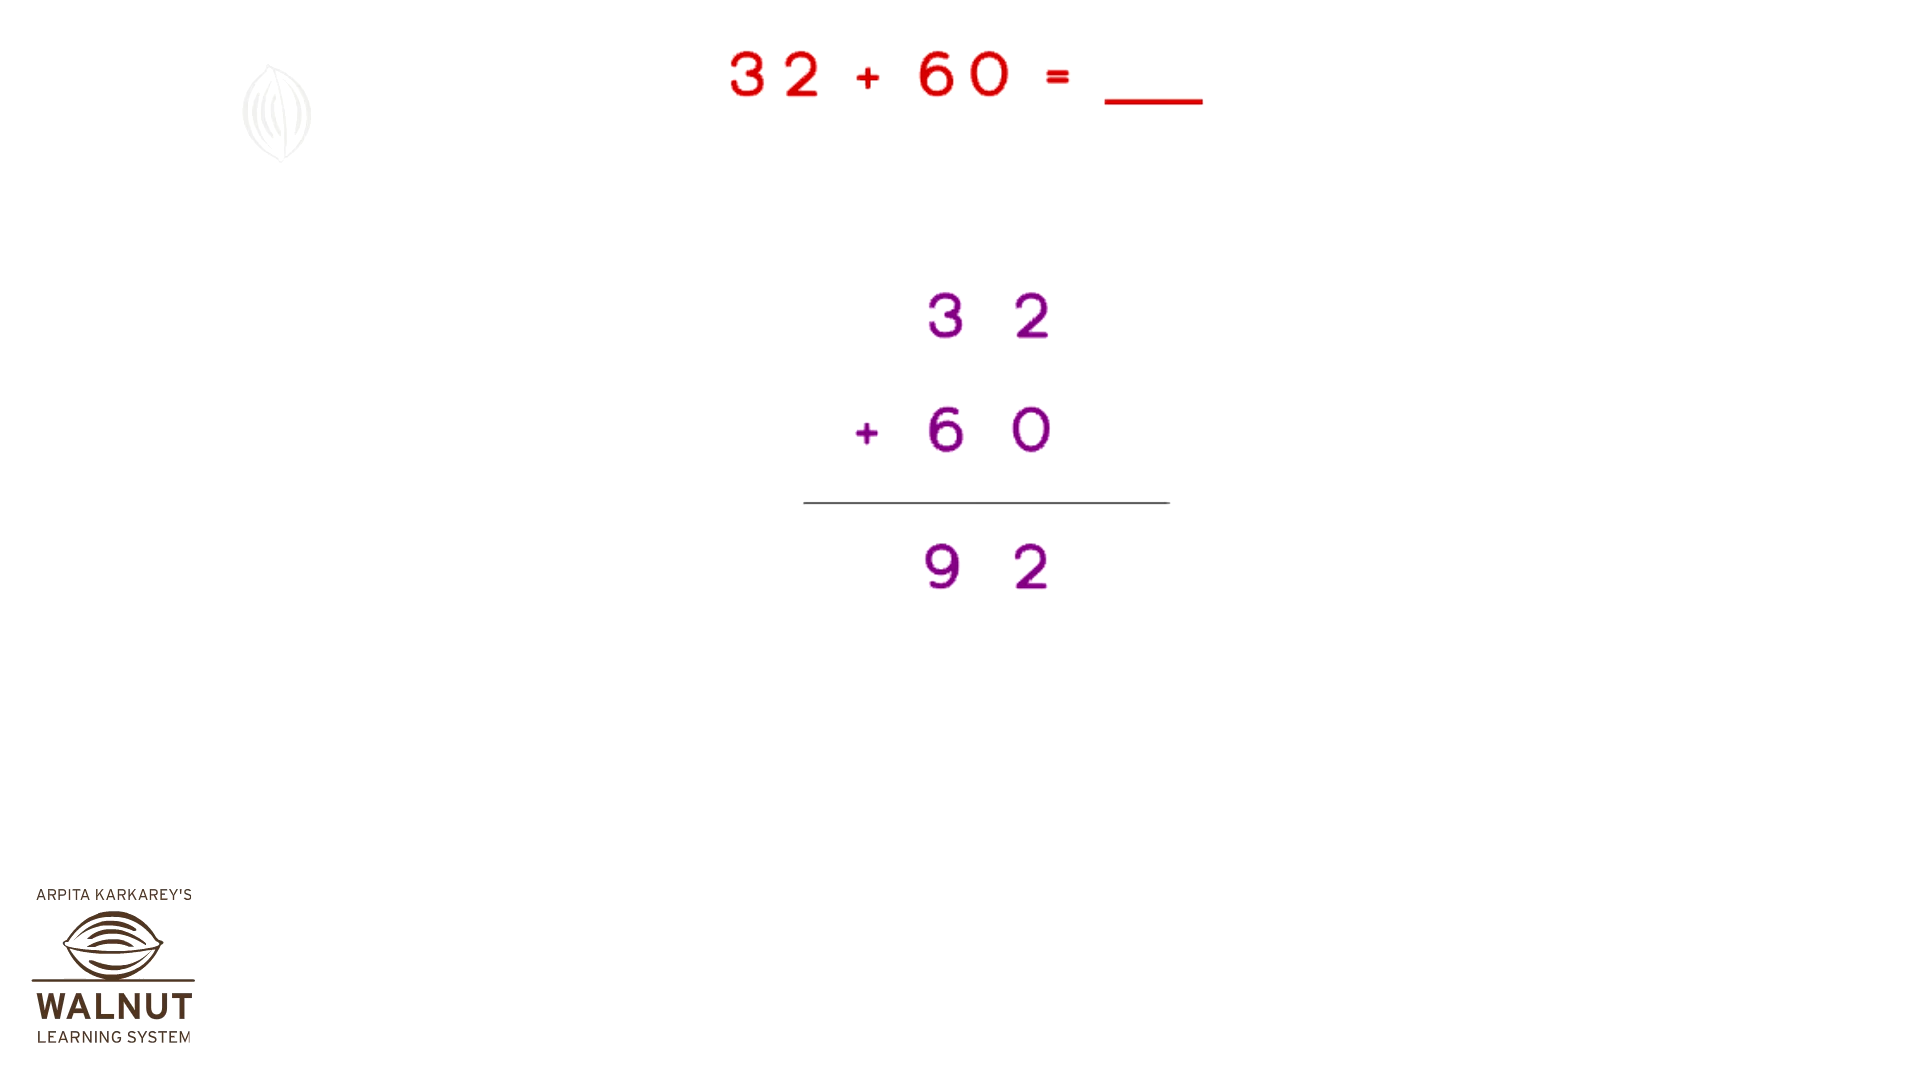 32 + 60 = ___
3 2
+ 6 0
9 2
ARPITA KARKAREY'S
WALNUT
LEARNING SYSTEM